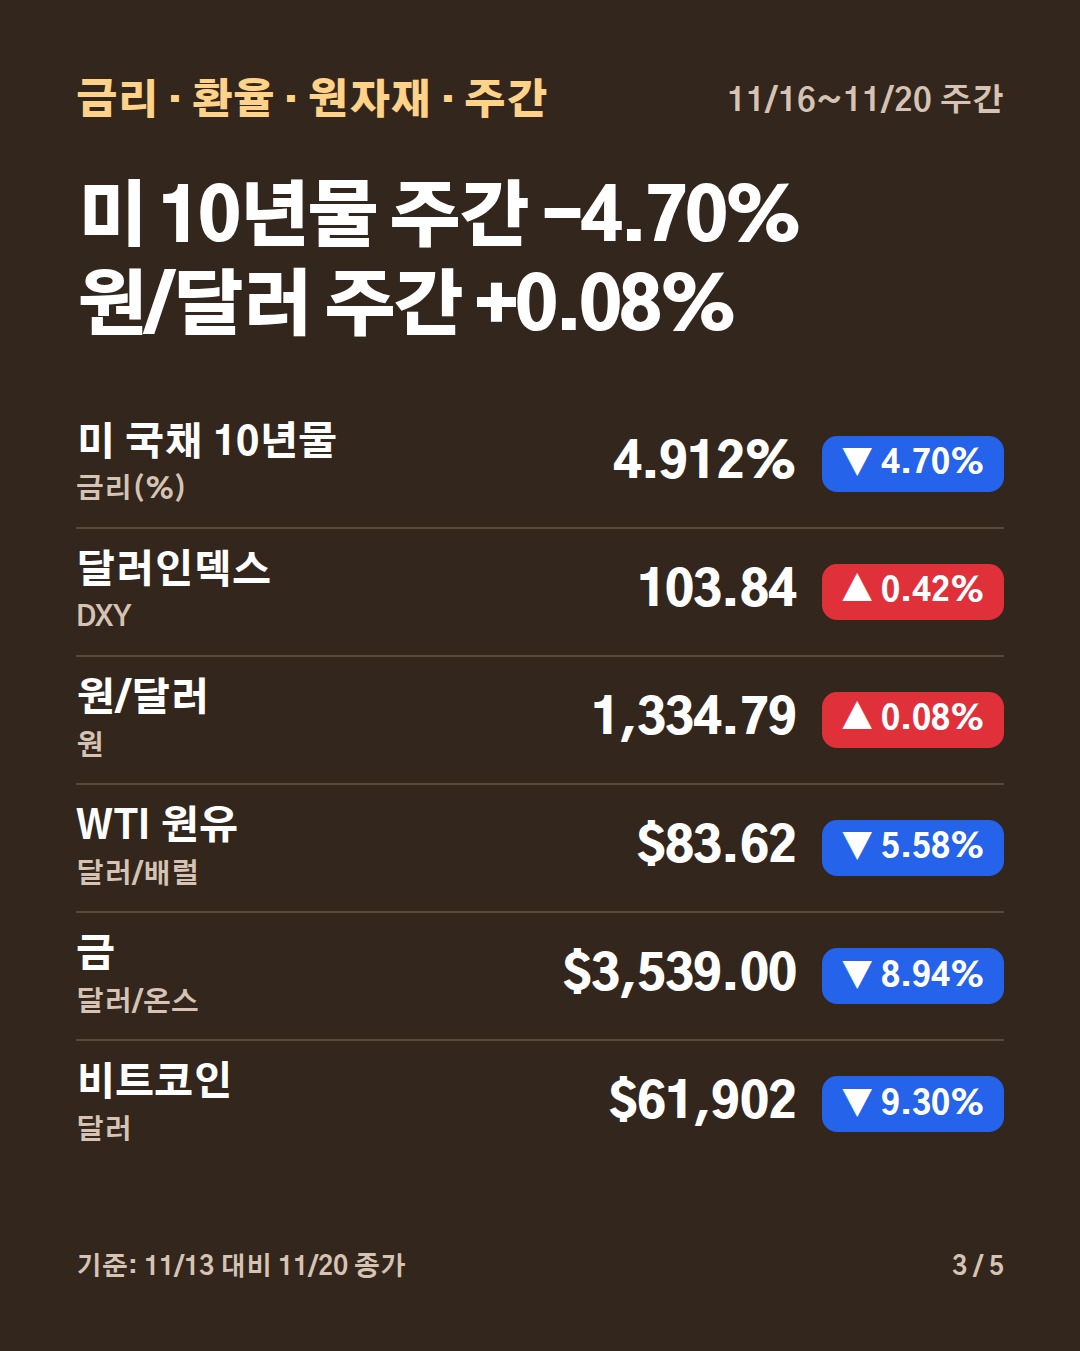 금리 · 환율 · 원자재 · 주간
11/16~11/20 주간
미 10년물 주간 −4.70%
원/달러 주간 +0.08%
미 국채 10년물
금리(%)
4.912%
▼ 4.70%
달러인덱스
DXY
103.84
▲ 0.42%
원/달러
원
1,334.79
▲ 0.08%
WTI 원유
달러/배럴
$83.62
▼ 5.58%
금
달러/온스
$3,539.00
▼ 8.94%
비트코인
달러
$61,902
▼ 9.30%
기준: 11/13 대비 11/20 종가
3 / 5